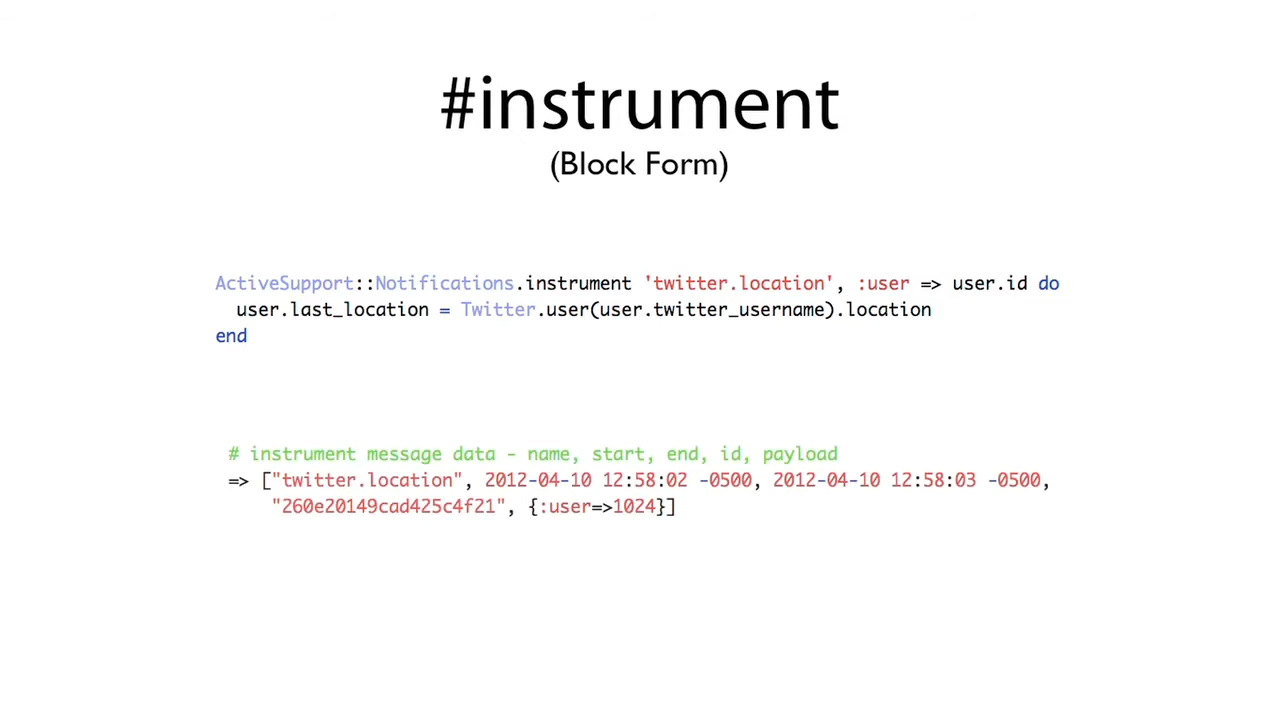 #instrument
(Block Form)
ActiveSupport::Notifications.instrument 'twitter.location', :user => user.id do
  user.last_location = Twitter.user(user.twitter_username).location
end
# instrument message data - name, start, end, id, payload
=> ["twitter.location", 2012-04-10 12:58:02 -0500, 2012-04-10 12:58:03 -0500,
    "260e20149cad425c4f21", {:user=>1024}]